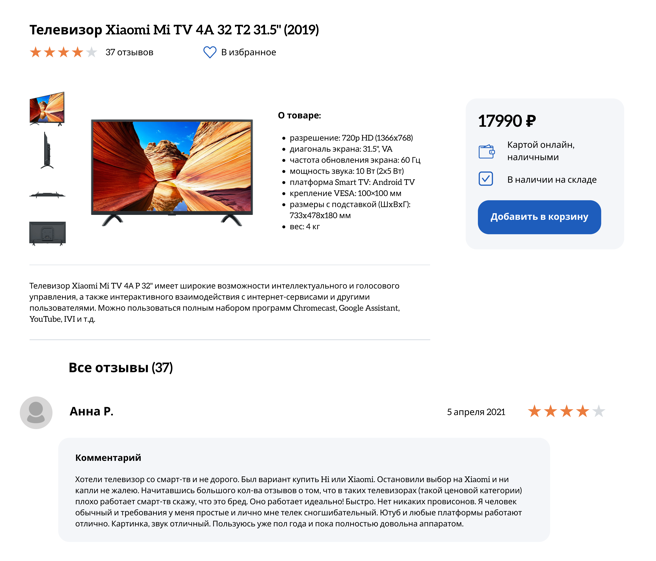 Телевизор Xiaomi Mi TV 4A 32 T2 31.5" (2019)
37 отзывов
В избранное
О товаре:
• разрешение: 720p HD (1366x768)
• диагональ экрана: 31.5", VA
• частота обновления экрана: 60 Гц
• мощность звука: 10 Вт (2х5 Вт)
• платформа Smart TV: Android TV
• крепление VESA: 100×100 мм
• размеры с подставкой (ШxВxГ):
733x478x180 мм
• вес: 4 кг
17990 ₽
Картой онлайн,
наличными
В наличии на складе
Добавить в корзину
Телевизор Xiaomi Mi TV 4A P 32" имеет широкие возможности интеллектуального и голосового
управления, а также интерактивного взаимодействия с интернет-сервисами и другими
пользователями. Можно пользоваться полным набором программ Chromecast, Google Assistant,
YouTube, IVI и т.д.
Все отзывы (37)
Анна Р.
5 апреля 2021
Комментарий
Хотели телевизор со смарт-тв и не дорого. Был вариант купить Hi или Xiaomi. Остановили выбор на Xiaomi и ни
капли не жалею. Начитавшись большого кол-ва отзывов о том, что в таких телевизорах (такой ценовой категории)
плохо работает смарт-тв скажу, что это бред. Оно работает идеально! Быстро. Нет никаких провисонов. Я человек
обычный и требования у меня простые и лично мне телек сногшибательный. Ютуб и любые платформы работают
отлично. Картинка, звук отличный. Пользуюсь уже пол года и пока полностью довольна аппаратом.